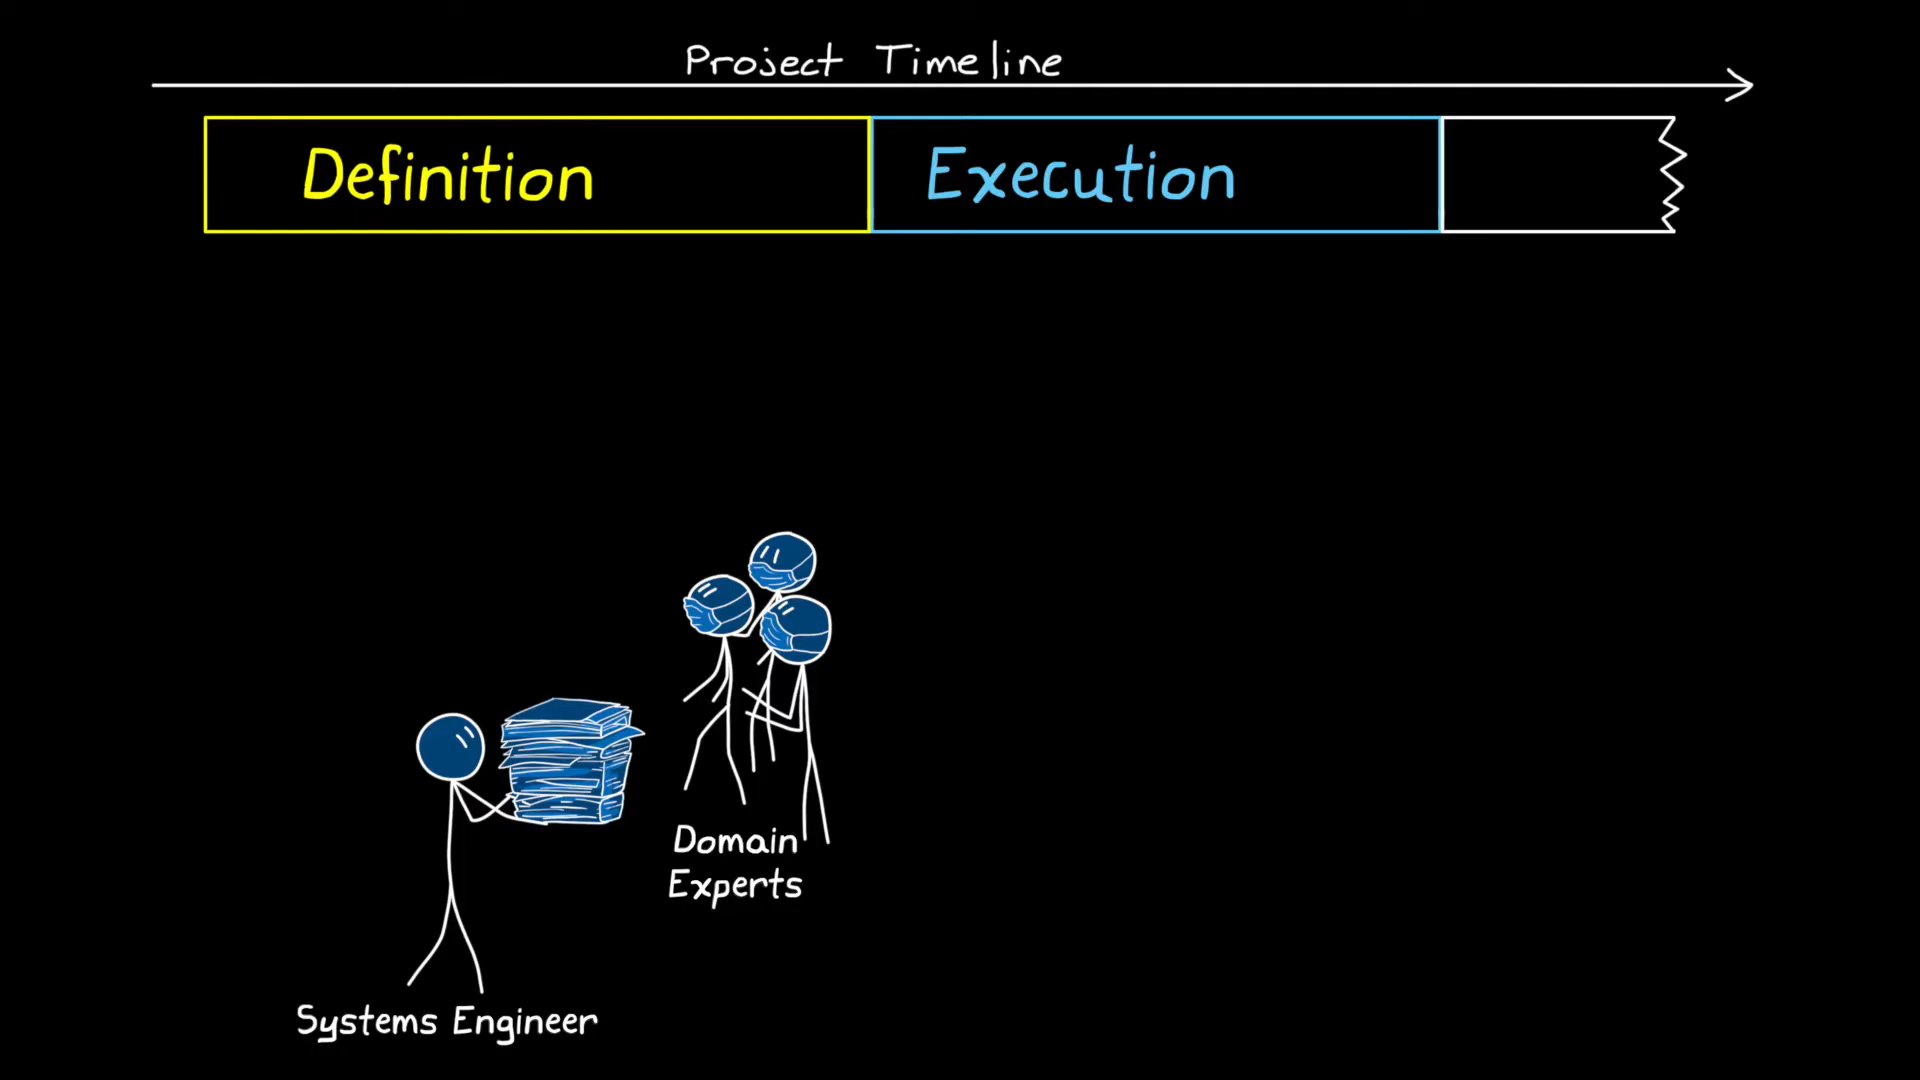 Project Timeline
Definition
Execution
Domain
Experts
Systems Engineer